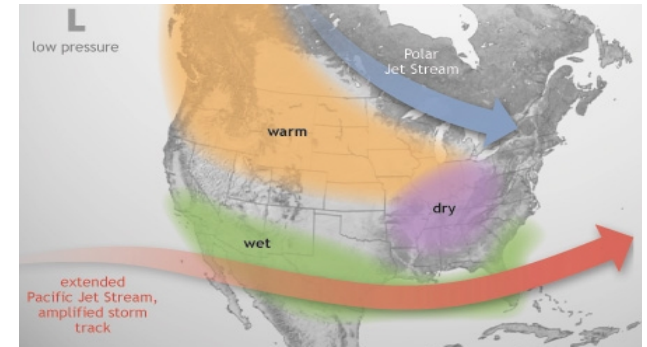 L
low pressure
Polar
Jet Stream
warm
dry
wet
extended
Pacific Jet Stream,
amplified storm
track